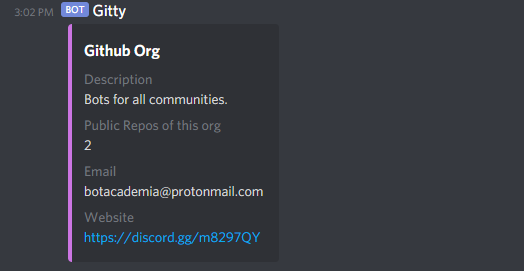 3:02 PM BOT Gitty
Github Org
Description
Bots for all communities.
Public Repos of this org
2
Email
botacademia@protonmail.com
Website
https://discord.gg/m8297QY